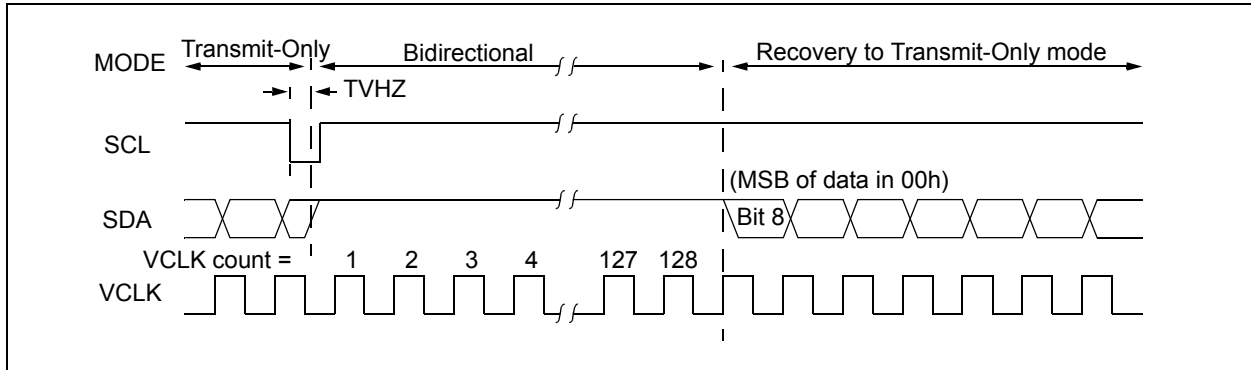 MODE Transmit-Only Bidirectional Recovery to Transmit-Only mode
TVHZ
SCL
(MSB of data in 00h)
SDA Bit 8
VCLK count = 1 2 3 4 127 128
VCLK